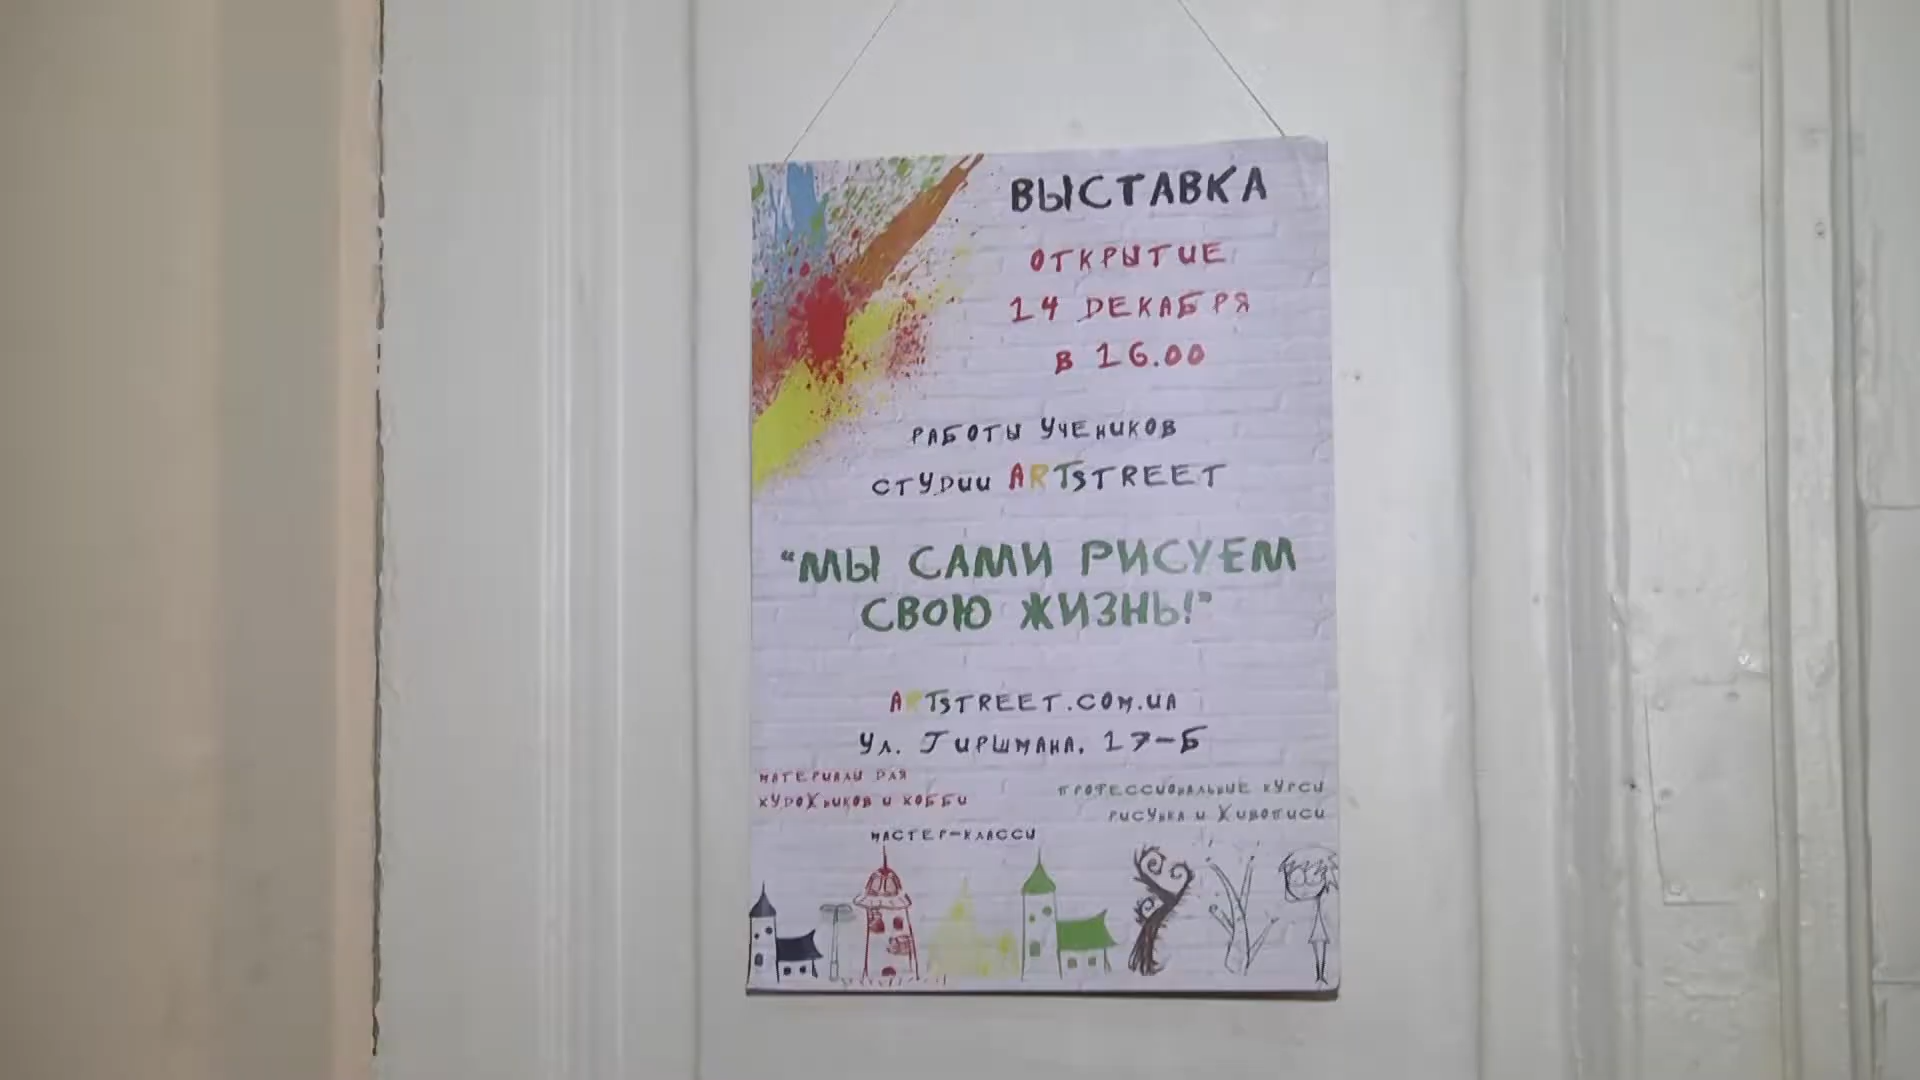 ВЫСТАВКА
ОТКРЫТИЕ
14 ДЕКАБРЯ
В 16.00
РАБОТЫ УЧЕНИКОВ
СТУДИИ ARTSTREET
“МЫ САМИ РИСУЕМ
СВОЮ ЖИЗНЬ!”
ARTSTREET.COM.UA
УЛ. ГИРШМАНА, 17-Б
МАТЕРИАЛЫ ДЛЯ
ХУДОЖНИКОВ И ХОББИ
ПРОФЕССИОНАЛЬНЫЕ КУРСЫ
РИСУНКА И ЖИВОПИСИ
МАСТЕР-КЛАССЫ